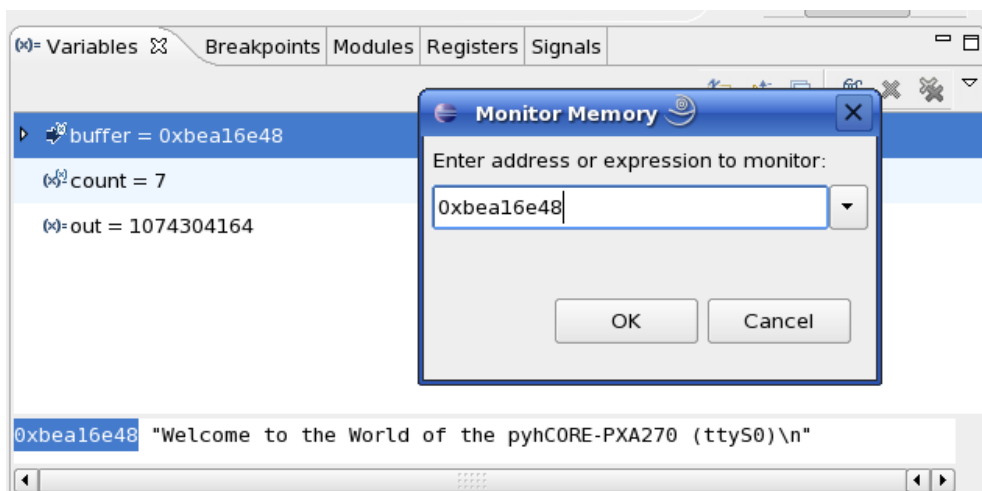 (x)= Variables Breakpoints Modules Registers Signals
Monitor Memory
buffer = 0xbea16e48
Enter address or expression to monitor:
(x)= count = 7
0xbea16e48
(x)= out = 1074304164
OK Cancel
0xbea16e48 "Welcome to the World of the pyhCORE-PXA270 (ttyS0)\n"